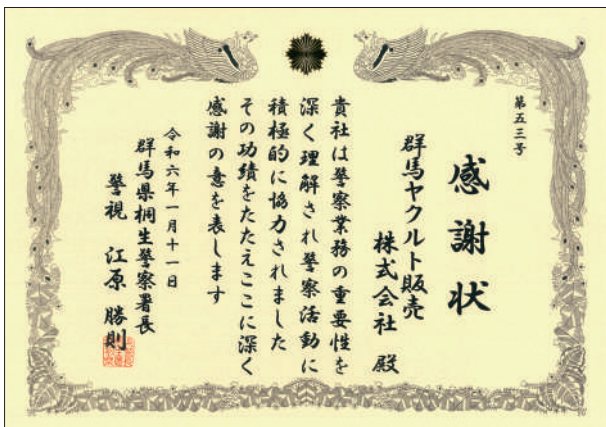 第五三号
感謝状
群馬ヤクルト販売
株式会社 殿
貴社は警察業務の重要性を
深く理解され警察活動に
積極的に協力されました
その功績をたたえここに深く
感謝の意を表します
令和六年一月十一日
群馬県桐生警察署長
警視 江原 勝則